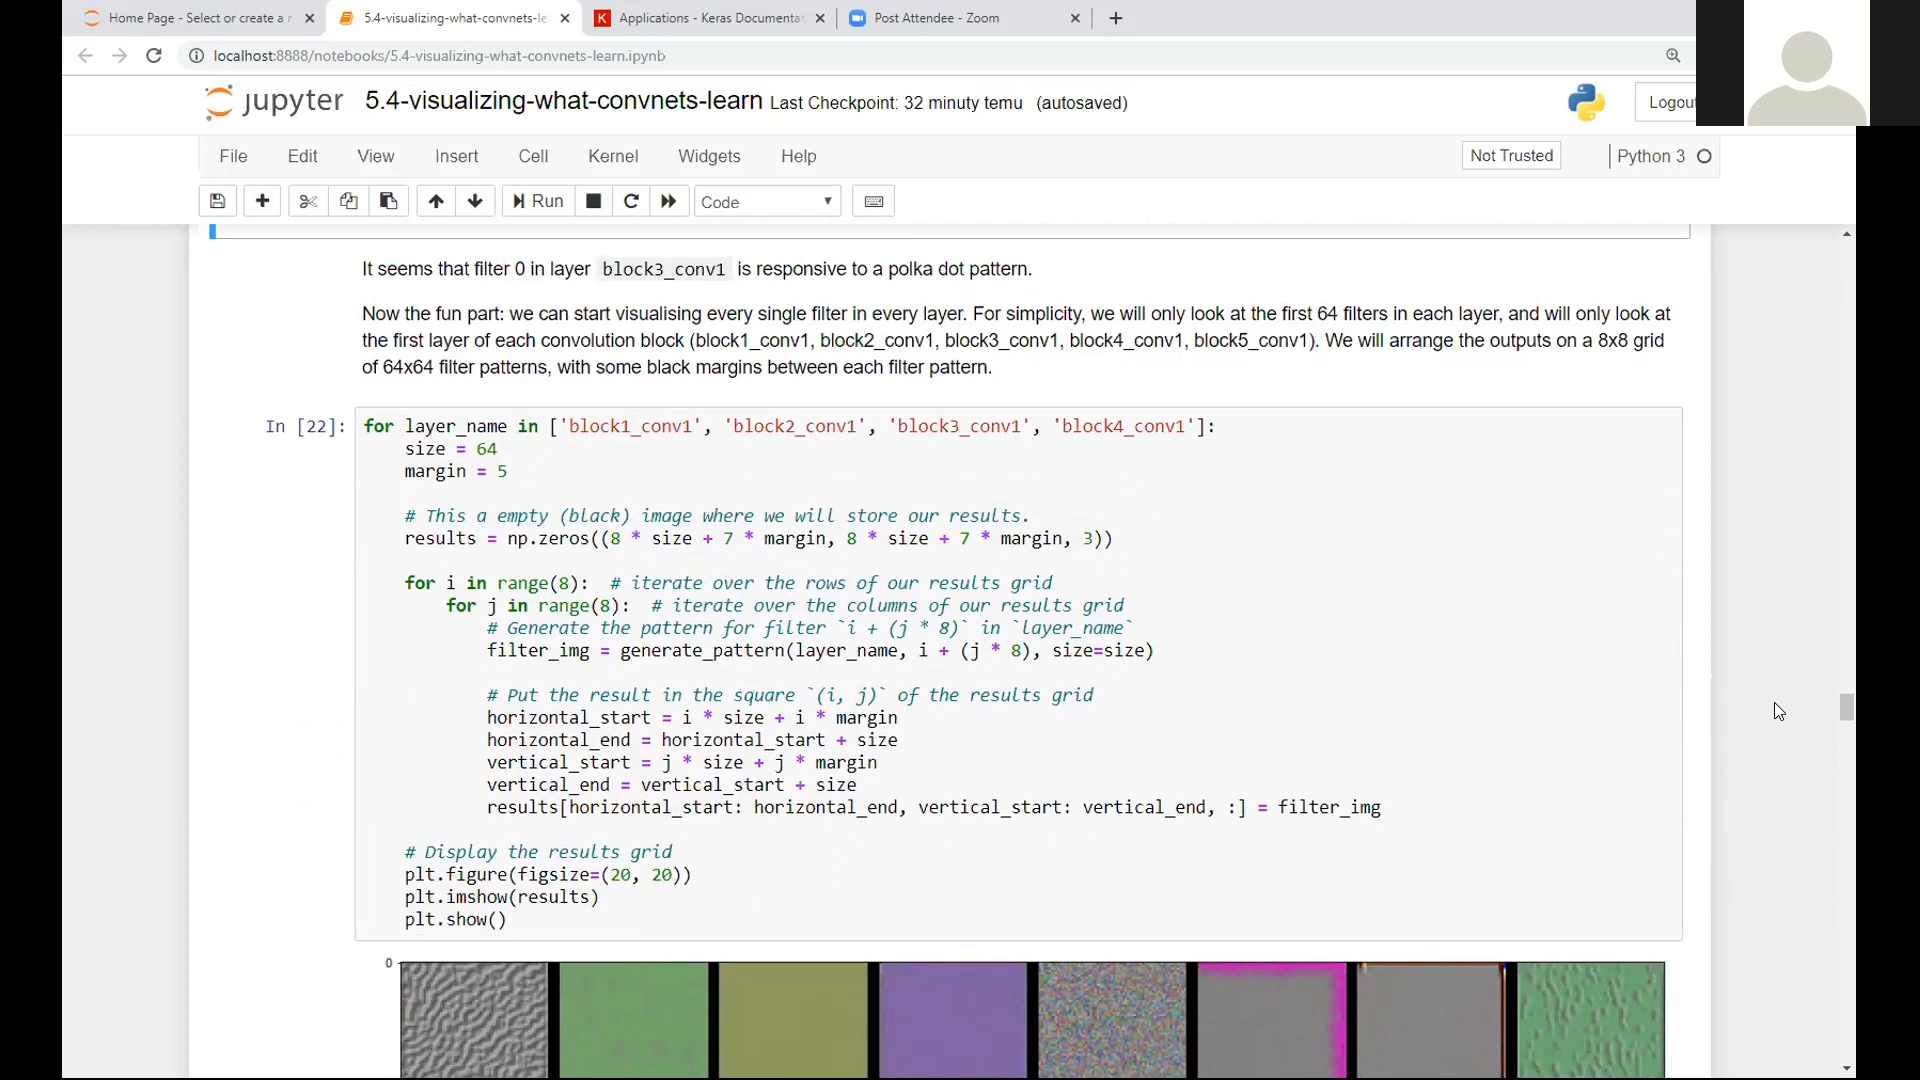 Home Page - Select or create a n
5.4-visualizing-what-convnets-le
Applications - Keras Documentat
Post Attendee - Zoom
localhost:8888/notebooks/5.4-visualizing-what-convnets-learn.ipynb
jupyter 5.4-visualizing-what-convnets-learn Last Checkpoint: 32 minuty temu (autosaved)
Logout
File Edit View Insert Cell Kernel Widgets Help
Not Trusted
Python 3
Run
Code
It seems that filter 0 in layer block3_conv1 is responsive to a polka dot pattern.
Now the fun part: we can start visualising every single filter in every layer. For simplicity, we will only look at the first 64 filters in each layer, and will only look at
the first layer of each convolution block (block1_conv1, block2_conv1, block3_conv1, block4_conv1, block5_conv1). We will arrange the outputs on a 8x8 grid
of 64x64 filter patterns, with some black margins between each filter pattern.
In [22]:
for layer_name in ['block1_conv1', 'block2_conv1', 'block3_conv1', 'block4_conv1']:
size = 64
margin = 5
# This a empty (black) image where we will store our results.
results = np.zeros((8 * size + 7 * margin, 8 * size + 7 * margin, 3))
for i in range(8):  # iterate over the rows of our results grid
for j in range(8):  # iterate over the columns of our results grid
# Generate the pattern for filter `i + (j * 8)` in `layer_name`
filter_img = generate_pattern(layer_name, i + (j * 8), size=size)
# Put the result in the square `(i, j)` of the results grid
horizontal_start = i * size + i * margin
horizontal_end = horizontal_start + size
vertical_start = j * size + j * margin
vertical_end = vertical_start + size
results[horizontal_start: horizontal_end, vertical_start: vertical_end, :] = filter_img
# Display the results grid
plt.figure(figsize=(20, 20))
plt.imshow(results)
plt.show()
0